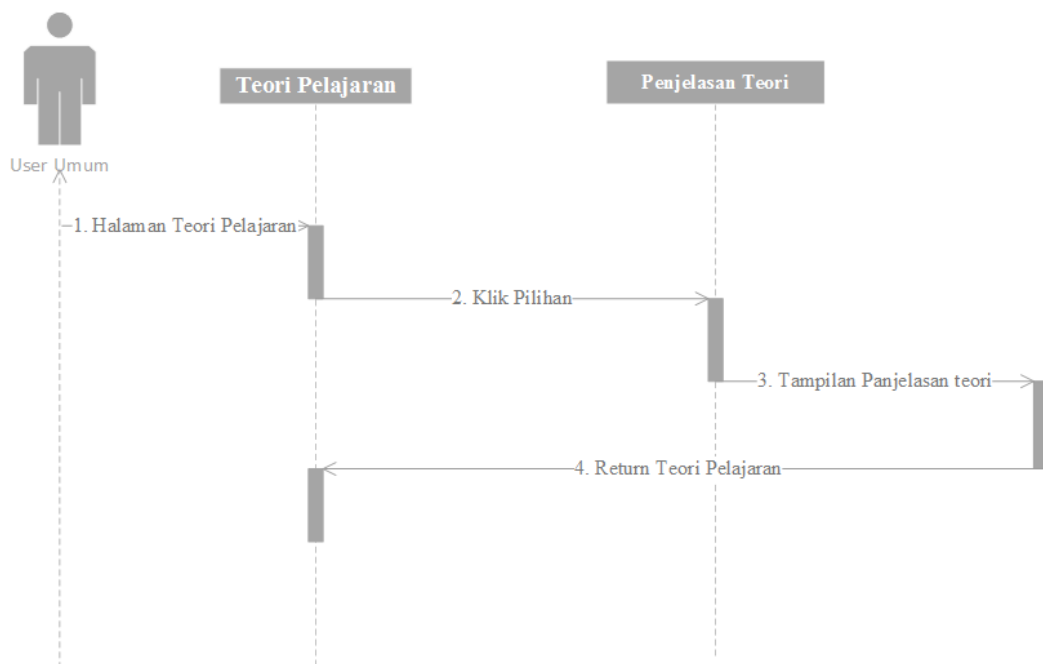 Teori Pelajaran
Penjelasan Teori
User Umum
1. Halaman Teori Pelajaran
2. Klik Pilihan
3. Tampilan Panjelasan teori
4. Return Teori Pelajaran